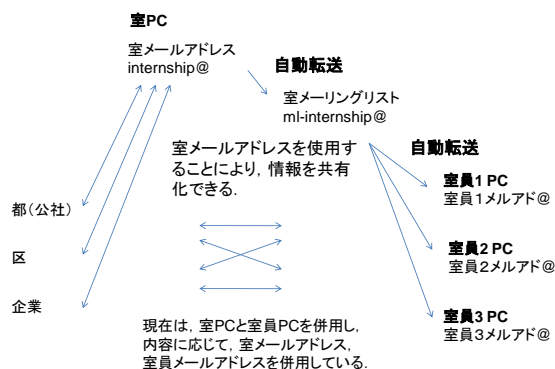 室PC
室メールアドレス
internship@
自動転送
室メーリングリスト
ml-internship@
室メールアドレスを使用す
ることにより，情報を共有
化できる．
自動転送
室員1 PC
室員１メルアド@
室員2 PC
室員２メルアド@
室員3 PC
室員３メルアド@
都（公社）
区
企業
現在は，室PCと室員PCを併用し，
内容に応じて，室メールアドレス，
室員メールアドレスを併用している．